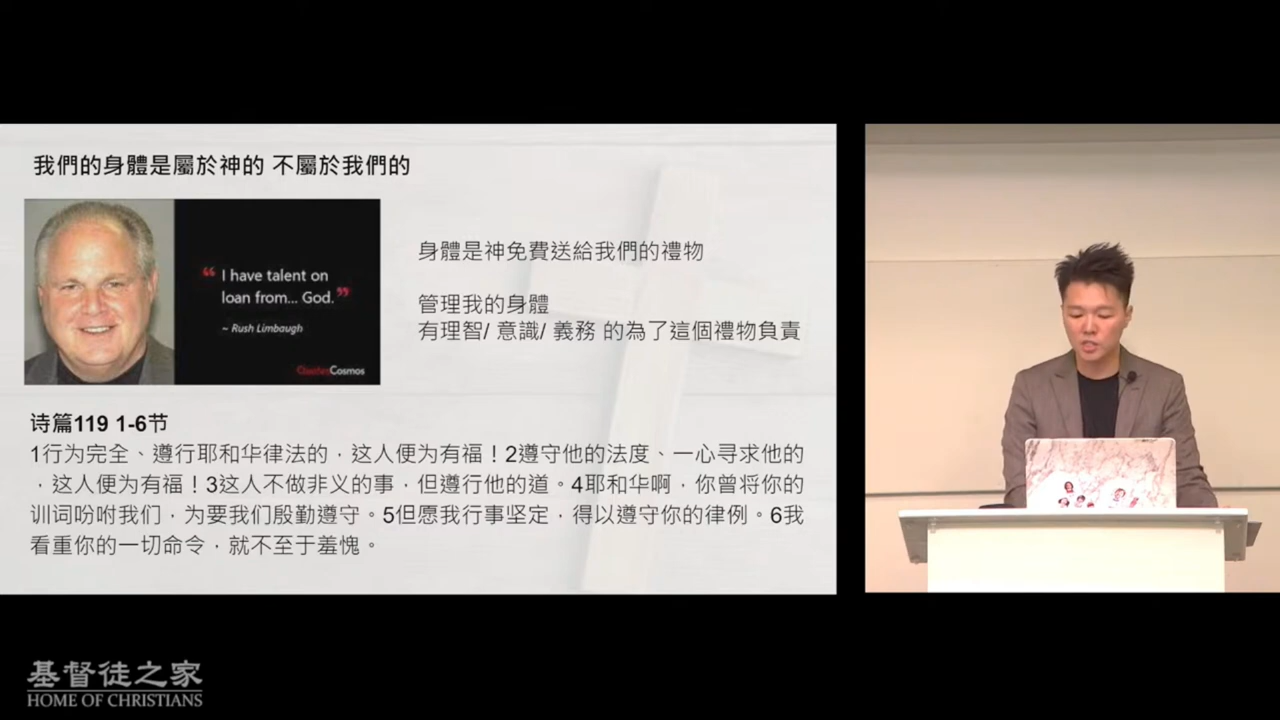 我們的身體是屬於神的 不屬於我們的
“ I have talent on
loan from... God. ”
~ Rush Limbaugh
QuotesCosmos
身體是神免費送給我們的禮物
管理我的身體
有理智/ 意識/ 義務 的為了這個禮物負責
诗篇119 1-6节
1行为完全、遵行耶和华律法的，这人便为有福！2遵守他的法度、一心寻求他的
，这人便为有福！3这人不做非义的事，但遵行他的道。4耶和华啊，你曾将你的
训词吩咐我们，为要我们殷勤遵守。5但愿我行事坚定，得以遵守你的律例。6我
看重你的一切命令，就不至于羞愧。
基督徒之家
HOME OF CHRISTIANS